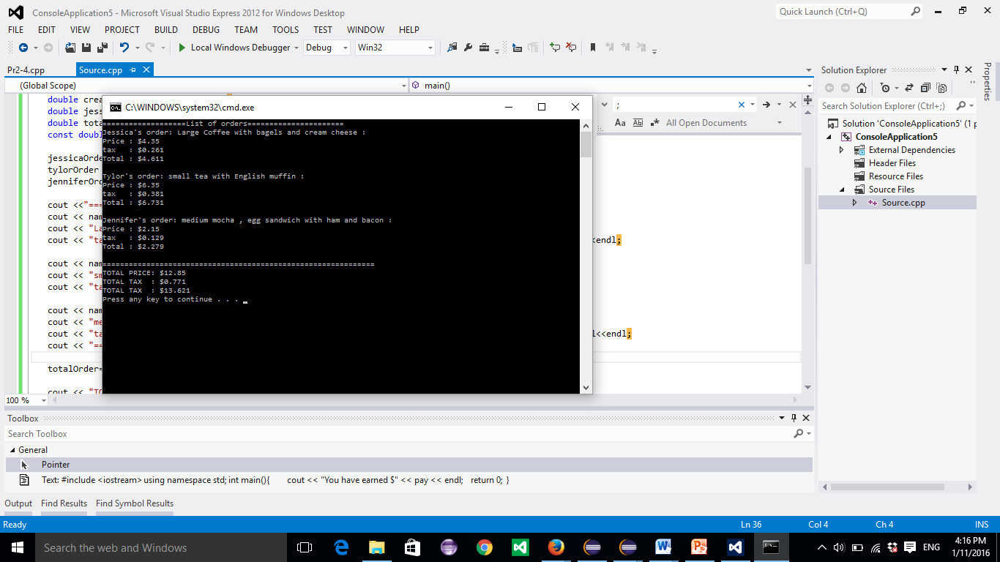 ConsoleApplication5 - Microsoft Visual Studio Express 2012 for Windows Desktop
Quick Launch (Ctrl+Q)
FILE EDIT VIEW PROJECT BUILD DEBUG TEAM TOOLS TEST WINDOW HELP
Local Windows Debugger Debug Win32
Pr2-4.cpp Source.cpp
(Global Scope) main()
double crea
double jess
double tota
const doubl
jessicaOrde
tylorOrder
jenniferOrd
cout <<"===
cout << nam
cout << "La
cout << "ta
<endl;
cout << nam
cout << "sm
cout << "ta
cout << nam
cout << "me
cout << "ta
l<<endl;
cout << "==
totalOrder=
cout << "TO
C:\WINDOWS\system32\cmd.exe
===================List of orders======================
Jessica's order: Large Coffee with bagels and cream cheese :
Price : $4.35
tax   : $0.261
Total : $4.611
Tylor's order: small tea with English muffin :
Price : $6.35
tax   : $0.381
Total : $6.731
Jennifer's order: medium mocha , egg sandwich with ham and bacon :
Price : $2.15
tax   : $0.129
Total : $2.279
==============================================================
TOTAL PRICE: $12.85
TOTAL TAX  : $0.771
TOTAL TAX  : $13.621
Press any key to continue . . . _
;
Aa Ab .* All Open Documents
Solution Explorer
Search Solution Explorer (Ctrl+;)
Solution 'ConsoleApplication5' (1 p
ConsoleApplication5
External Dependencies
Header Files
Resource Files
Source Files
Source.cpp
Properties
100 %
Toolbox
Search Toolbox
General
Pointer
Text: #include <iostream> using namespace std; int main(){ cout << "You have earned $" << pay << endl; return 0; }
Output Find Results Find Symbol Results
Ready Ln 36 Col 4 Ch 4 INS
Search the web and Windows
ENG
4:16 PM
1/11/2016